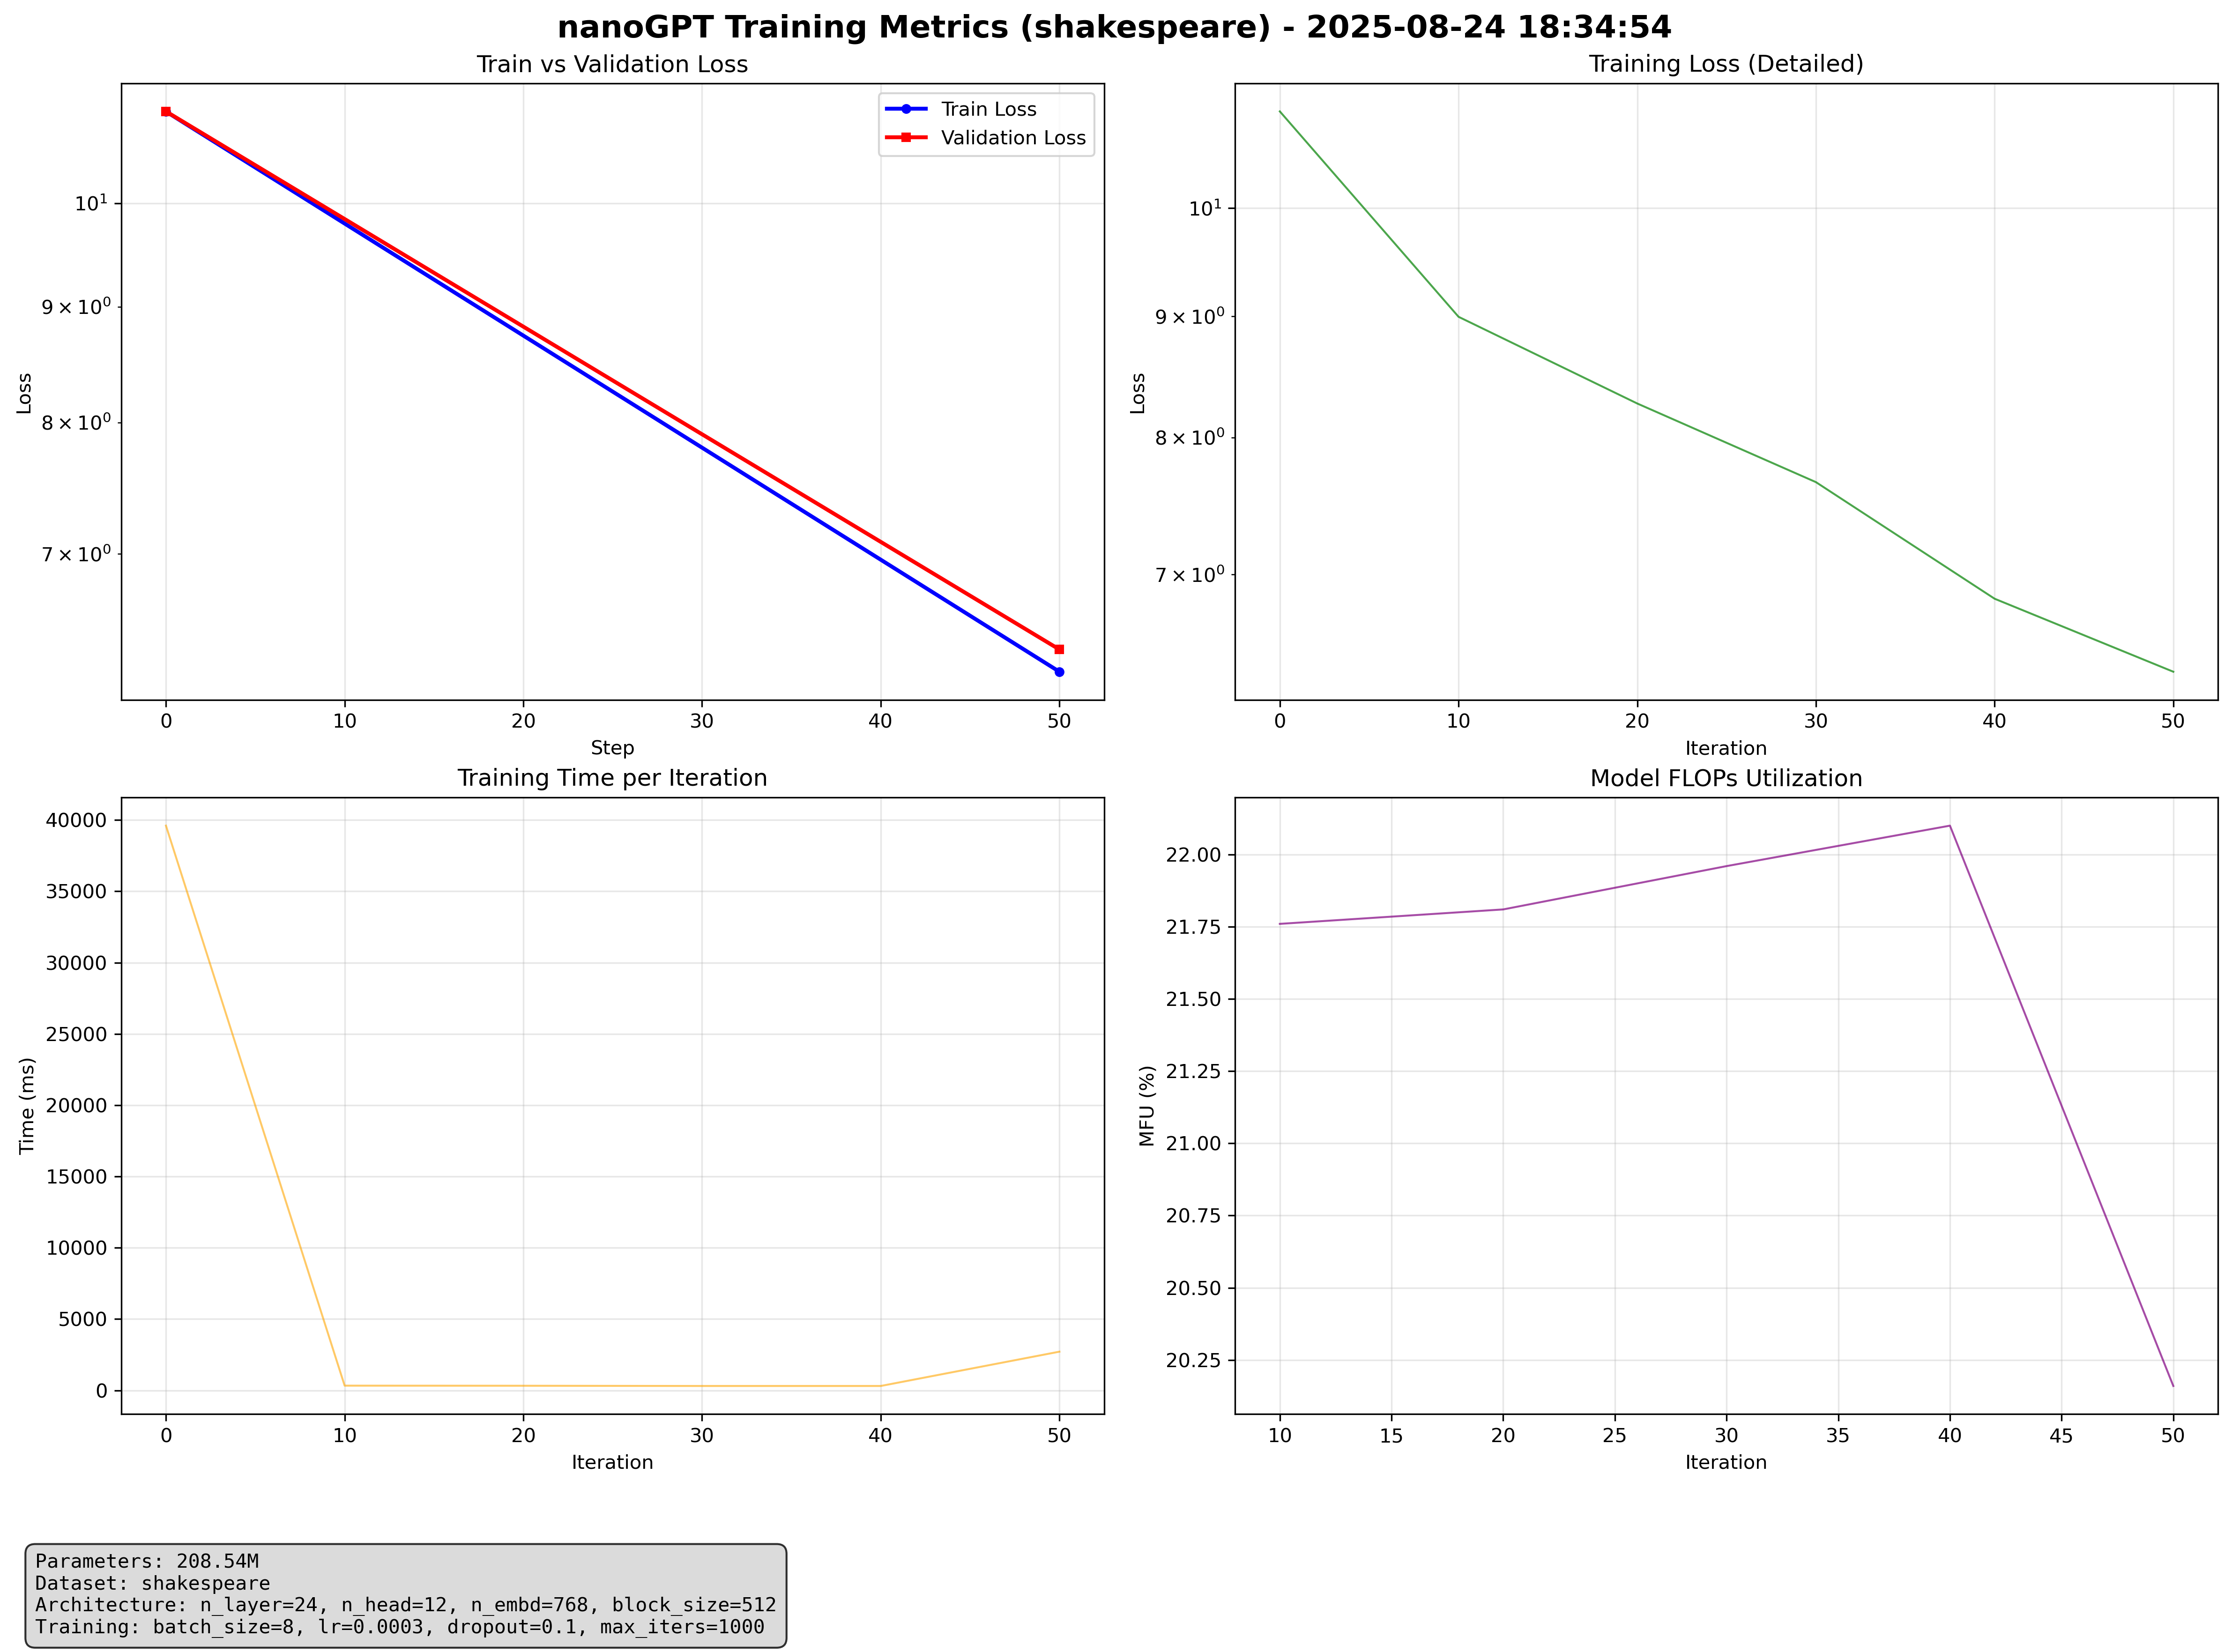 nanoGPT Training Metrics (shakespeare) - 2025-08-24 18:34:54
Train vs Validation Loss
Train Loss
Validation Loss
10¹
9 × 10⁰
8 × 10⁰
7 × 10⁰
Loss
0 10 20 30 40 50
Step
Training Loss (Detailed)
10¹
9 × 10⁰
8 × 10⁰
7 × 10⁰
Loss
0 10 20 30 40 50
Iteration
Training Time per Iteration
40000
35000
30000
25000
20000
15000
10000
5000
0
Time (ms)
0 10 20 30 40 50
Iteration
Model FLOPs Utilization
22.00
21.75
21.50
21.25
21.00
20.75
20.50
20.25
MFU (%)
10 15 20 25 30 35 40 45 50
Iteration
Parameters: 208.54M
Dataset: shakespeare
Architecture: n_layer=24, n_head=12, n_embd=768, block_size=512
Training: batch_size=8, lr=0.0003, dropout=0.1, max_iters=1000